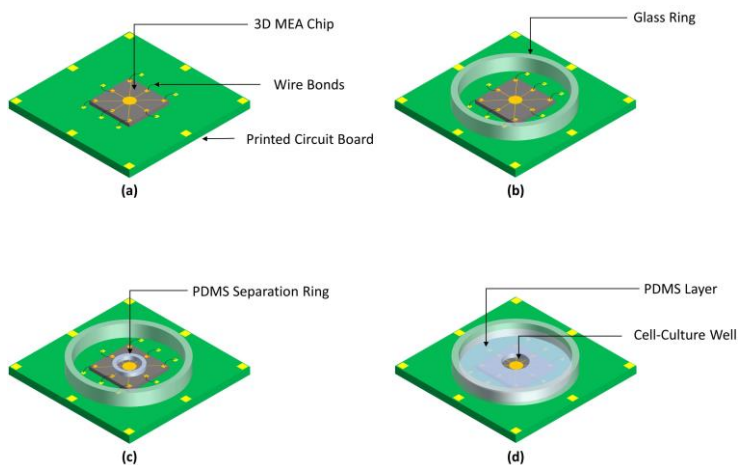 3D MEA Chip
Wire Bonds
Printed Circuit Board
(a)
Glass Ring
(b)
PDMS Separation Ring
(c)
PDMS Layer
Cell-Culture Well
(d)